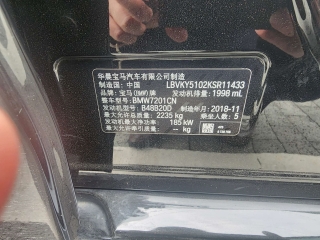 华晨宝马汽车有限公司制造
制造国：中国 LBVKY5102KSR11433
品牌：宝马(BMW)牌 发动机排量：1998 mL
整车型号：BMW7201CN
发动机型号：B48B20D 制造年月：2018-11
最大允许总质量：2235 kg 乘坐人数：5
发动机最大净功率：185 kW
-- kg